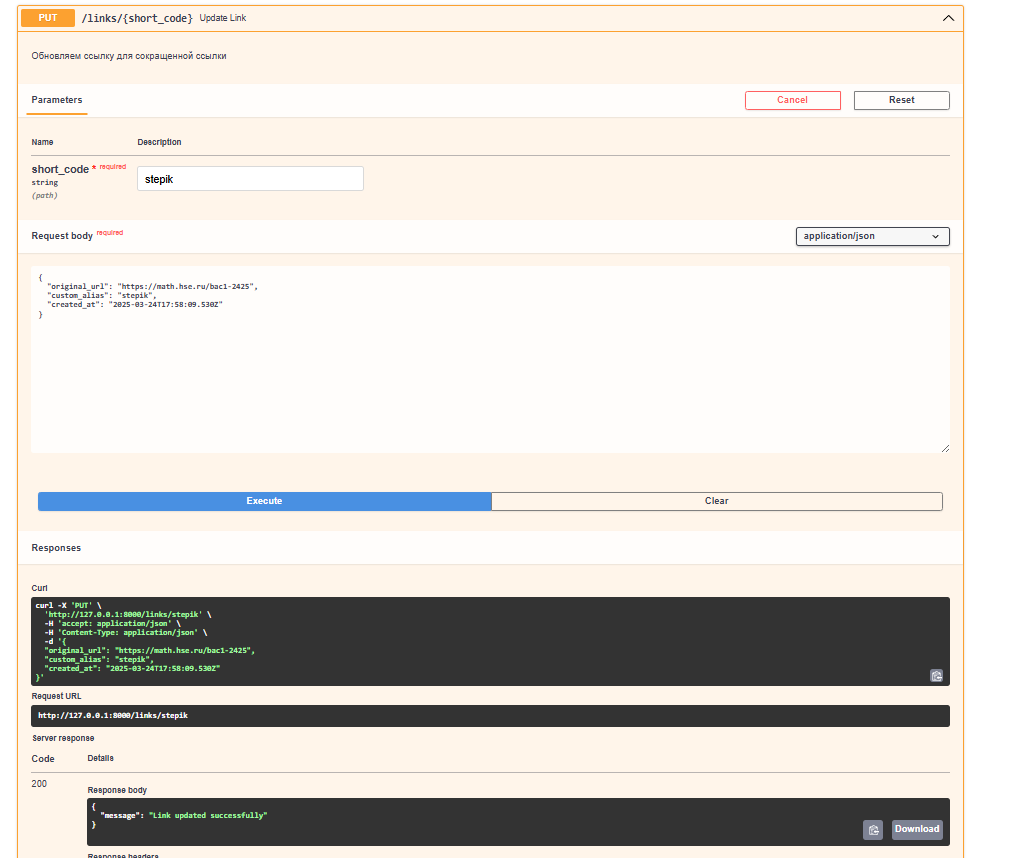 PUT /links/{short_code} Update Link
Обновляем ссылку для сокращенной ссылки
Parameters Cancel Reset
Name Description
short_code * required stepik
string
(path)
Request body required application/json
{
"original_url": "https://math.hse.ru/bac1-2425",
"custom_alias": "stepik",
"created_at": "2025-03-24T17:58:09.530Z"
}
Execute Clear
Responses
Curl
curl -X 'PUT' \
'http://127.0.0.1:8000/links/stepik' \
-H 'accept: application/json' \
-H 'Content-Type: application/json' \
-d '{
"original_url": "https://math.hse.ru/bac1-2425",
"custom_alias": "stepik",
"created_at": "2025-03-24T17:58:09.530Z"
}'
Request URL
http://127.0.0.1:8000/links/stepik
Server response
Code Details
200
Response body
{
"message": "Link updated successfully"
}
Download
Response headers